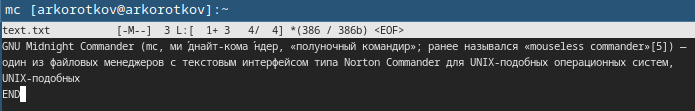 mc [arkorotkov@arkorotkov]:~
text.txt [-M--] 3 L:[ 1+ 3 4/ 4] *(386 / 386b) <EOF>
GNU Midnight Commander (mc, ми́днайт-кома́ндер, «полуночный командир»; ранее назывался «mouseless commander»[5]) —
один из файловых менеджеров с текстовым интерфейсом типа Norton Commander для UNIX-подобных операционных систем,
UNIX-подобных
END